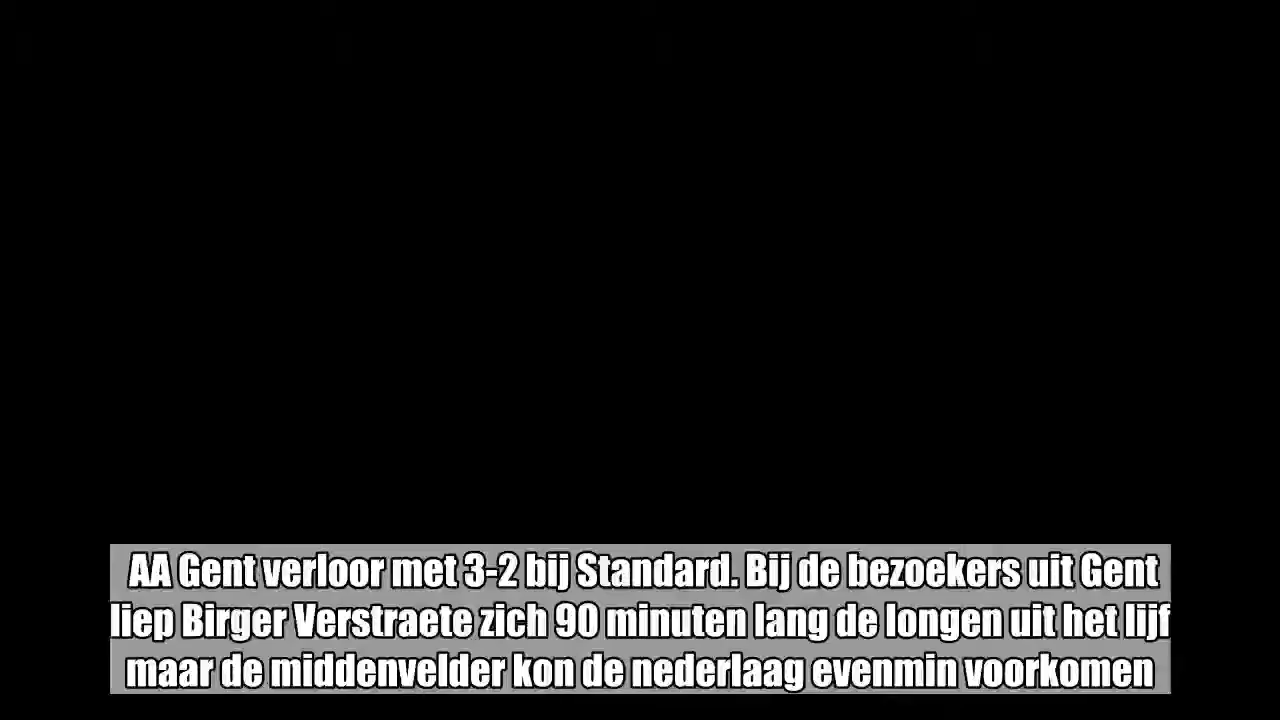 AA Gent verloor met 3-2 bij Standard. Bij de bezoekers uit Gent
liep Birger Verstraete zich 90 minuten lang de longen uit het lijf
maar de middenvelder kon de nederlaag evenmin voorkomen